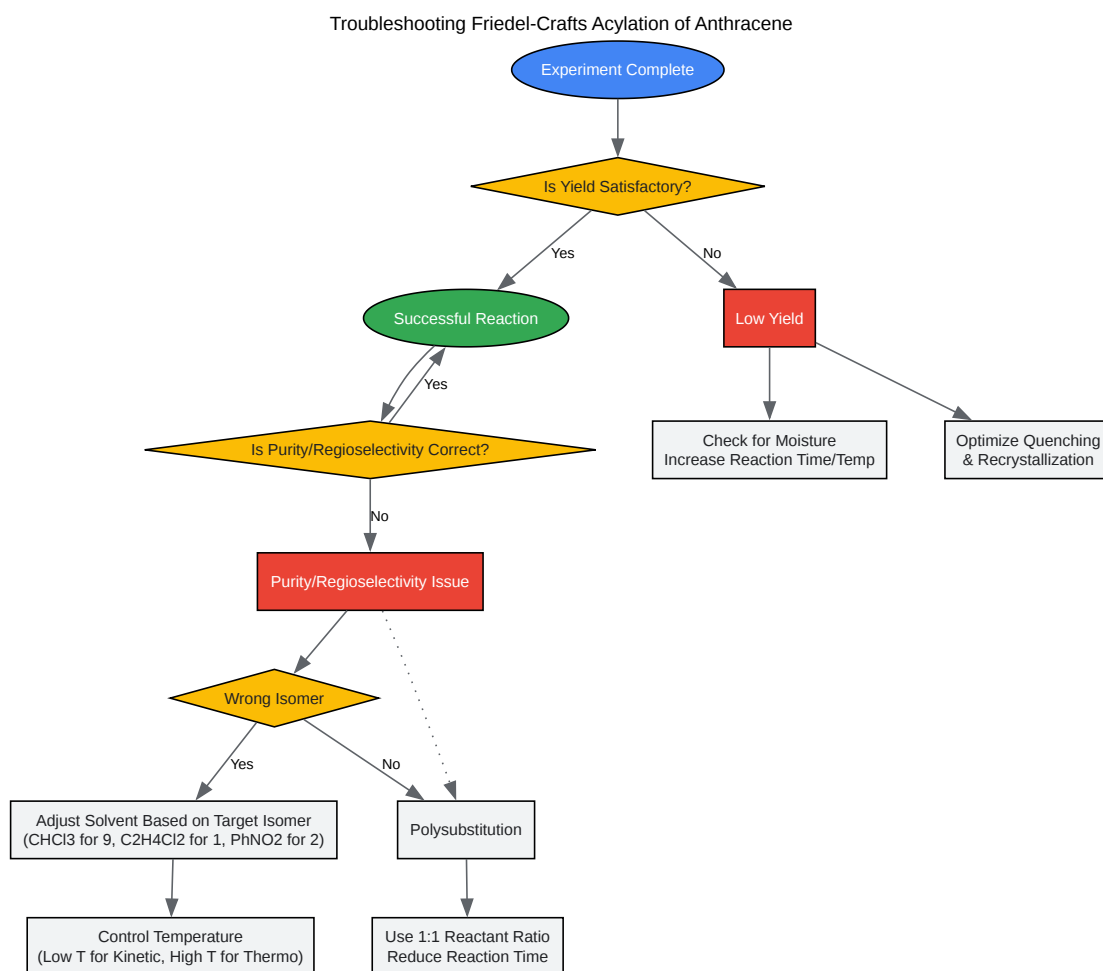 Troubleshooting Friedel-Crafts Acylation of Anthracene
Experiment Complete
Is Yield Satisfactory?
Yes
No
Successful Reaction
Low Yield
Yes
Check for Moisture
Increase Reaction Time/Temp
Optimize Quenching
& Recrystallization
Is Purity/Regioselectivity Correct?
No
Purity/Regioselectivity Issue
Wrong Isomer
Yes
No
Adjust Solvent Based on Target Isomer
(CHCl3 for 9, C2H4Cl2 for 1, PhNO2 for 2)
Polysubstitution
Control Temperature
(Low T for Kinetic, High T for Thermo)
Use 1:1 Reactant Ratio
Reduce Reaction Time